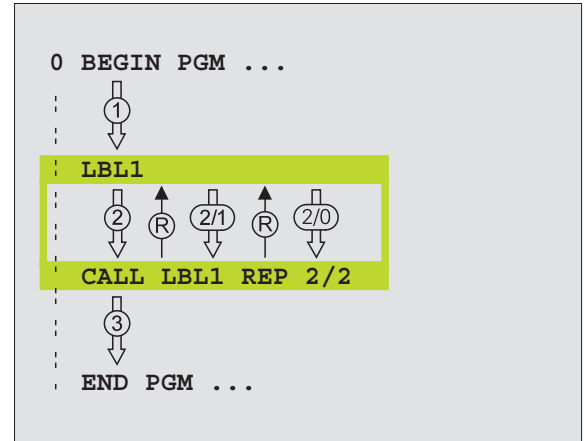 0 BEGIN PGM ...
1
LBL1
2 R 2/1 R 2/0
CALL LBL1 REP 2/2
3
END PGM ...